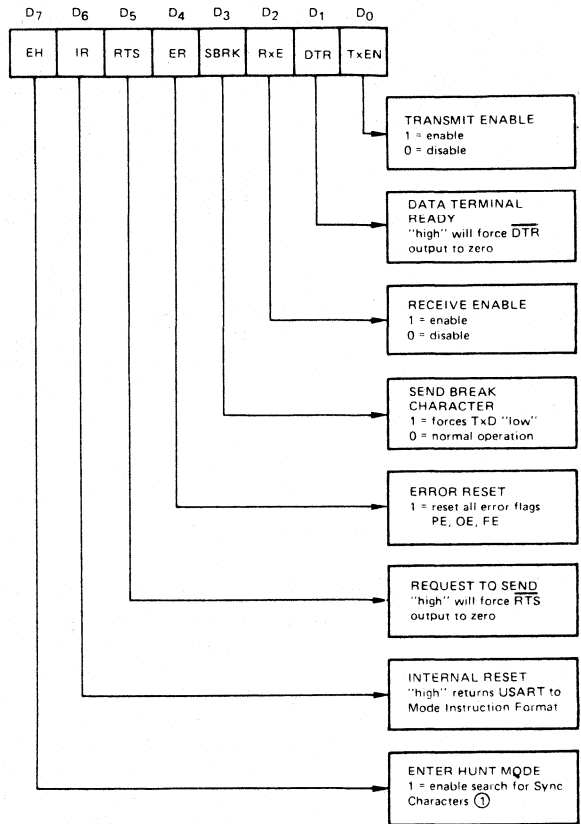 D7 D6 D5 D4 D3 D2 D1 D0
EH IR RTS ER SBRK RxE DTR TxEN
TRANSMIT ENABLE
1 = enable
0 = disable
DATA TERMINAL
READY
"high" will force D̅T̅R̅
output to zero
RECEIVE ENABLE
1 = enable
0 = disable
SEND BREAK
CHARACTER
1 = forces TxD "low"
0 = normal operation
ERROR RESET
1 = reset all error flags
PE, OE, FE
REQUEST TO SEND
"high" will force R̅T̅S̅
output to zero
INTERNAL RESET
"high" returns USART to
Mode Instruction Format
ENTER HUNT MODE
1 = enable search for Sync
Characters ①